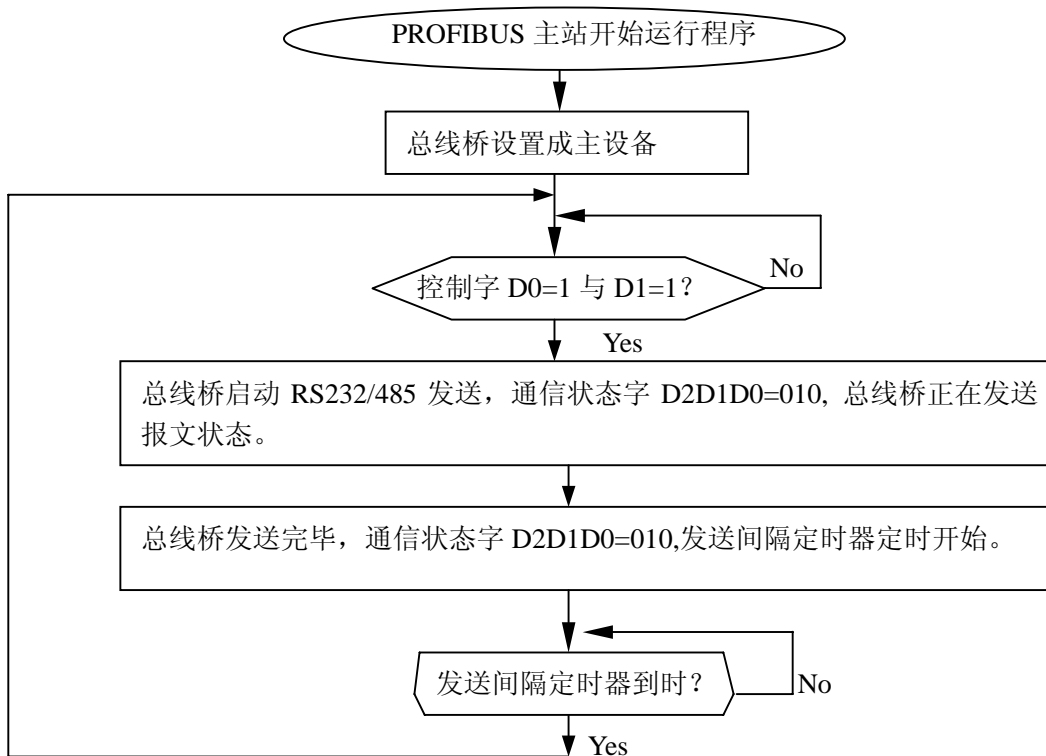 PROFIBUS 主站开始运行程序
总线桥设置成主设备
控制字 D0=1 与 D1=1?
No
Yes
总线桥启动 RS232/485 发送，通信状态字 D2D1D0=010, 总线桥正在发送
报文状态。
总线桥发送完毕，通信状态字 D2D1D0=010,发送间隔定时器定时开始。
发送间隔定时器到时?
No
Yes